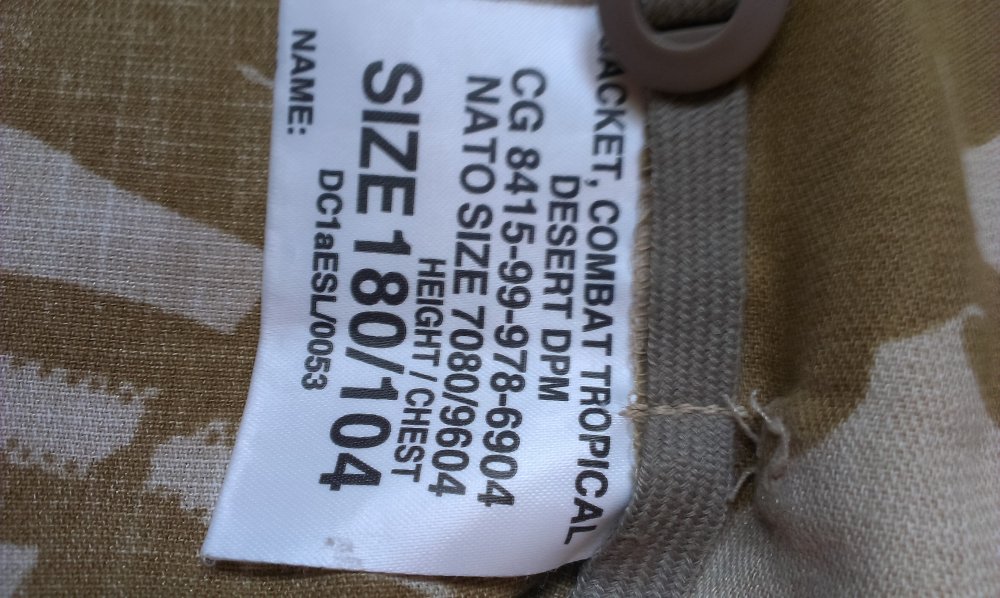 JACKET, COMBAT TROPICAL
DESERT DPM
CG 8415-99-978-6904
NATO SIZE 7080/9604
HEIGHT / CHEST
SIZE 180/104
DC1aESL/0053
NAME: